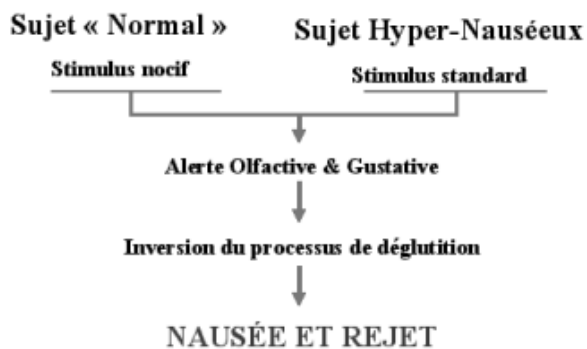 Sujet « Normal »
Sujet Hyper-Nauséeux
Stimulus nocif
Stimulus standard
Alerte Olfactive & Gustative
Inversion du processus de déglutition
NAUSÉE ET REJET